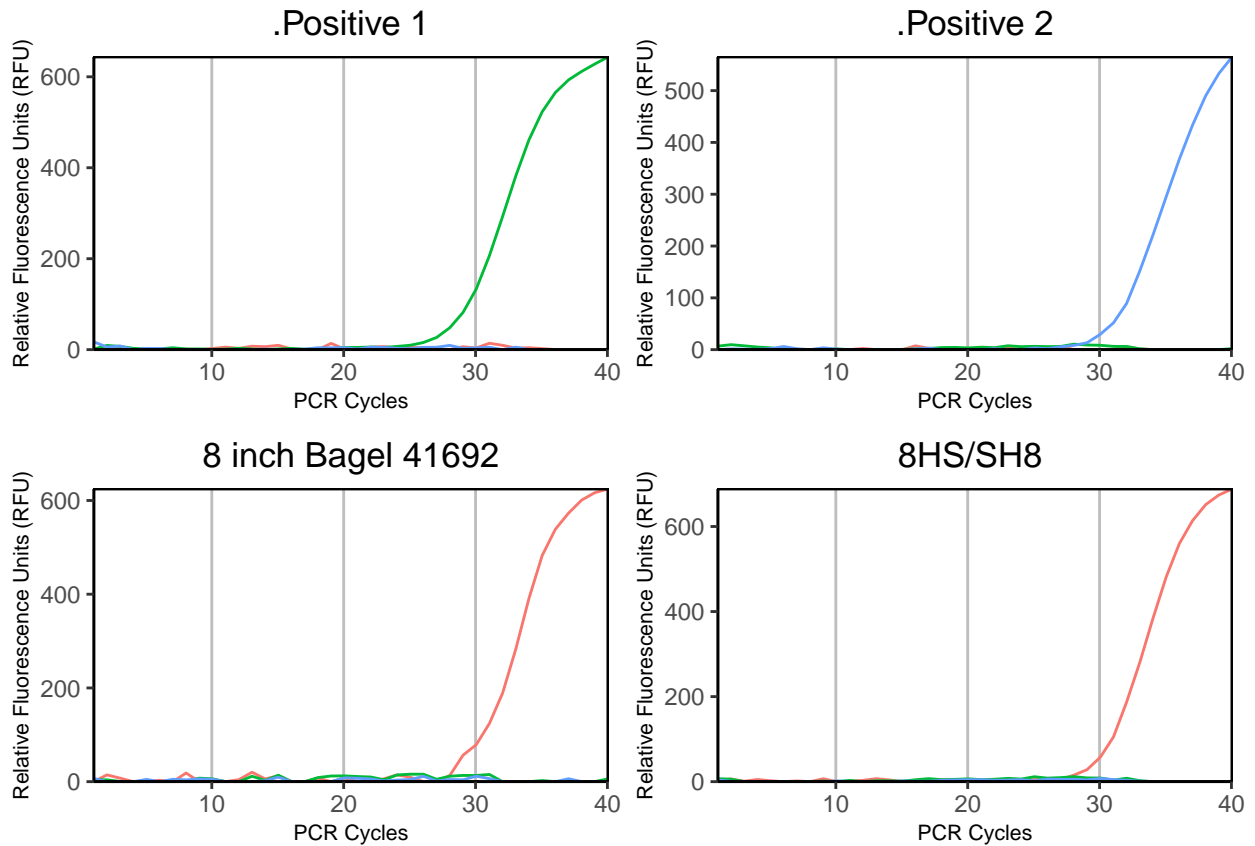 .Positive 1
Relative Fluorescence Units (RFU)
600
400
200
0
10 20 30 40
PCR Cycles
.Positive 2
Relative Fluorescence Units (RFU)
500
400
300
200
100
0
10 20 30 40
PCR Cycles
8 inch Bagel 41692
Relative Fluorescence Units (RFU)
600
400
200
0
10 20 30 40
PCR Cycles
8HS/SH8
Relative Fluorescence Units (RFU)
600
400
200
0
10 20 30 40
PCR Cycles